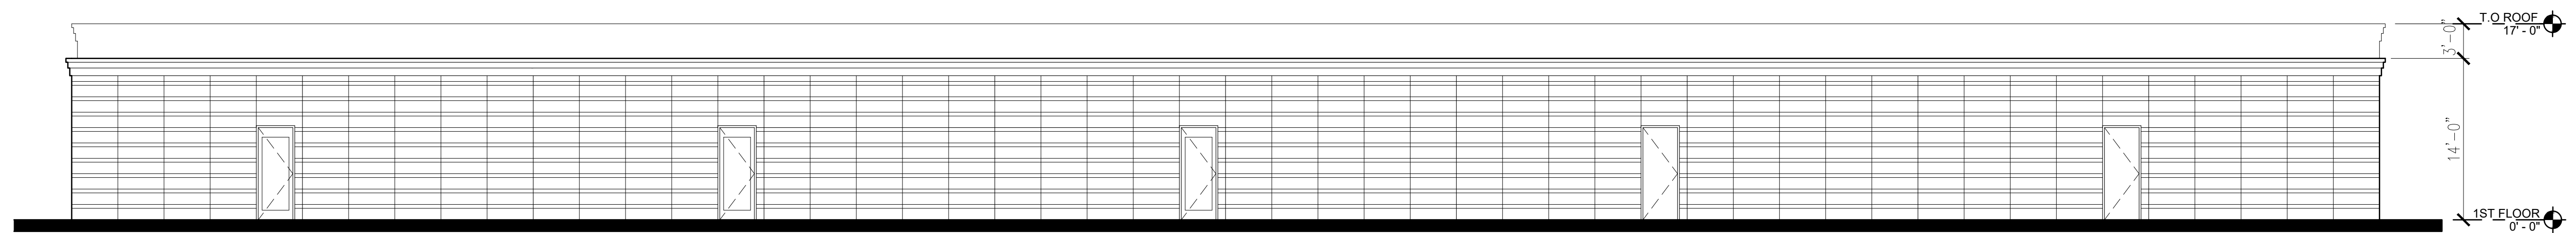 T.O ROOF
17' - 0"
3'-0"
14'-0"
1ST FLOOR
0' - 0"